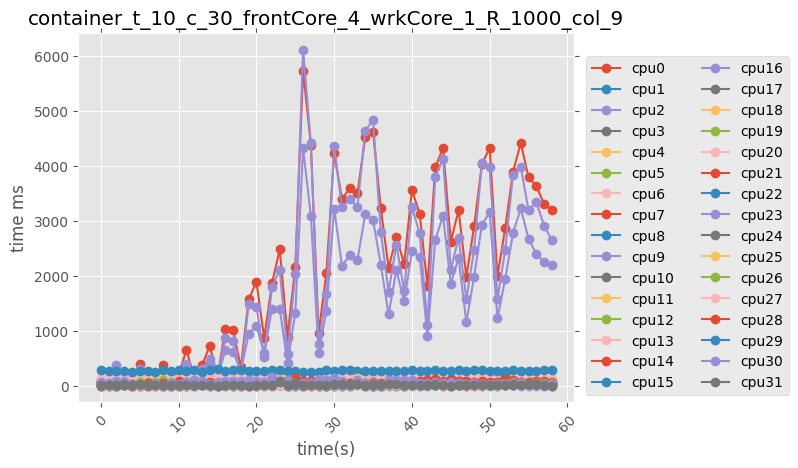 container_t_10_c_30_frontCore_4_wrkCore_1_R_1000_col_9
time ms
6000
5000
4000
3000
2000
1000
0
0
10
20
30
40
50
60
time(s)
cpu0
cpu1
cpu2
cpu3
cpu4
cpu5
cpu6
cpu7
cpu8
cpu9
cpu10
cpu11
cpu12
cpu13
cpu14
cpu15
cpu16
cpu17
cpu18
cpu19
cpu20
cpu21
cpu22
cpu23
cpu24
cpu25
cpu26
cpu27
cpu28
cpu29
cpu30
cpu31